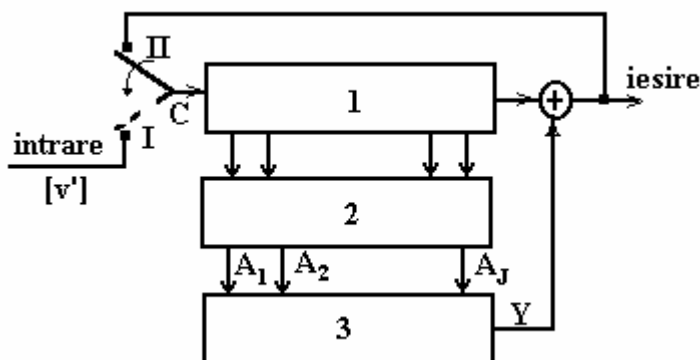 II
iesire
1
C
I
intrare
[v']
2
A1 A2 AJ
3
Y
+